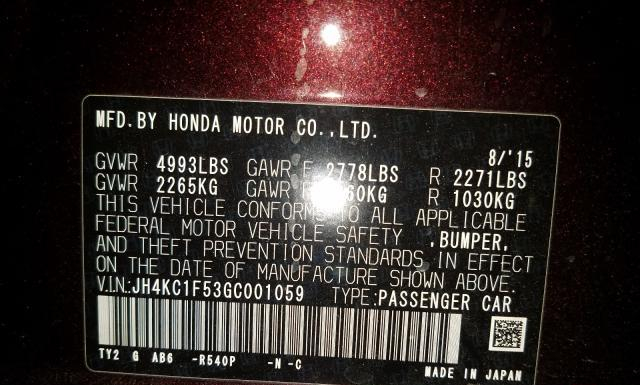 MFD. BY HONDA MOTOR CO., LTD.
8/'15
GVWR 4993LBS GAWR F 2778LBS R 2271LBS
GVWR 2265KG GAWR R 1030KG
THIS VEHICLE CONFORMS TO ALL APPLICABLE
FEDERAL MOTOR VEHICLE SAFETY ,BUMPER,
AND THEFT PREVENTION STANDARDS IN EFFECT
ON THE DATE OF MANUFACTURE SHOWN ABOVE.
V.IN:JH4KC1F53GC001059 TYPE:PASSENGER CAR
TY2 G AB6 -R540P -N -C
MADE IN JAPAN